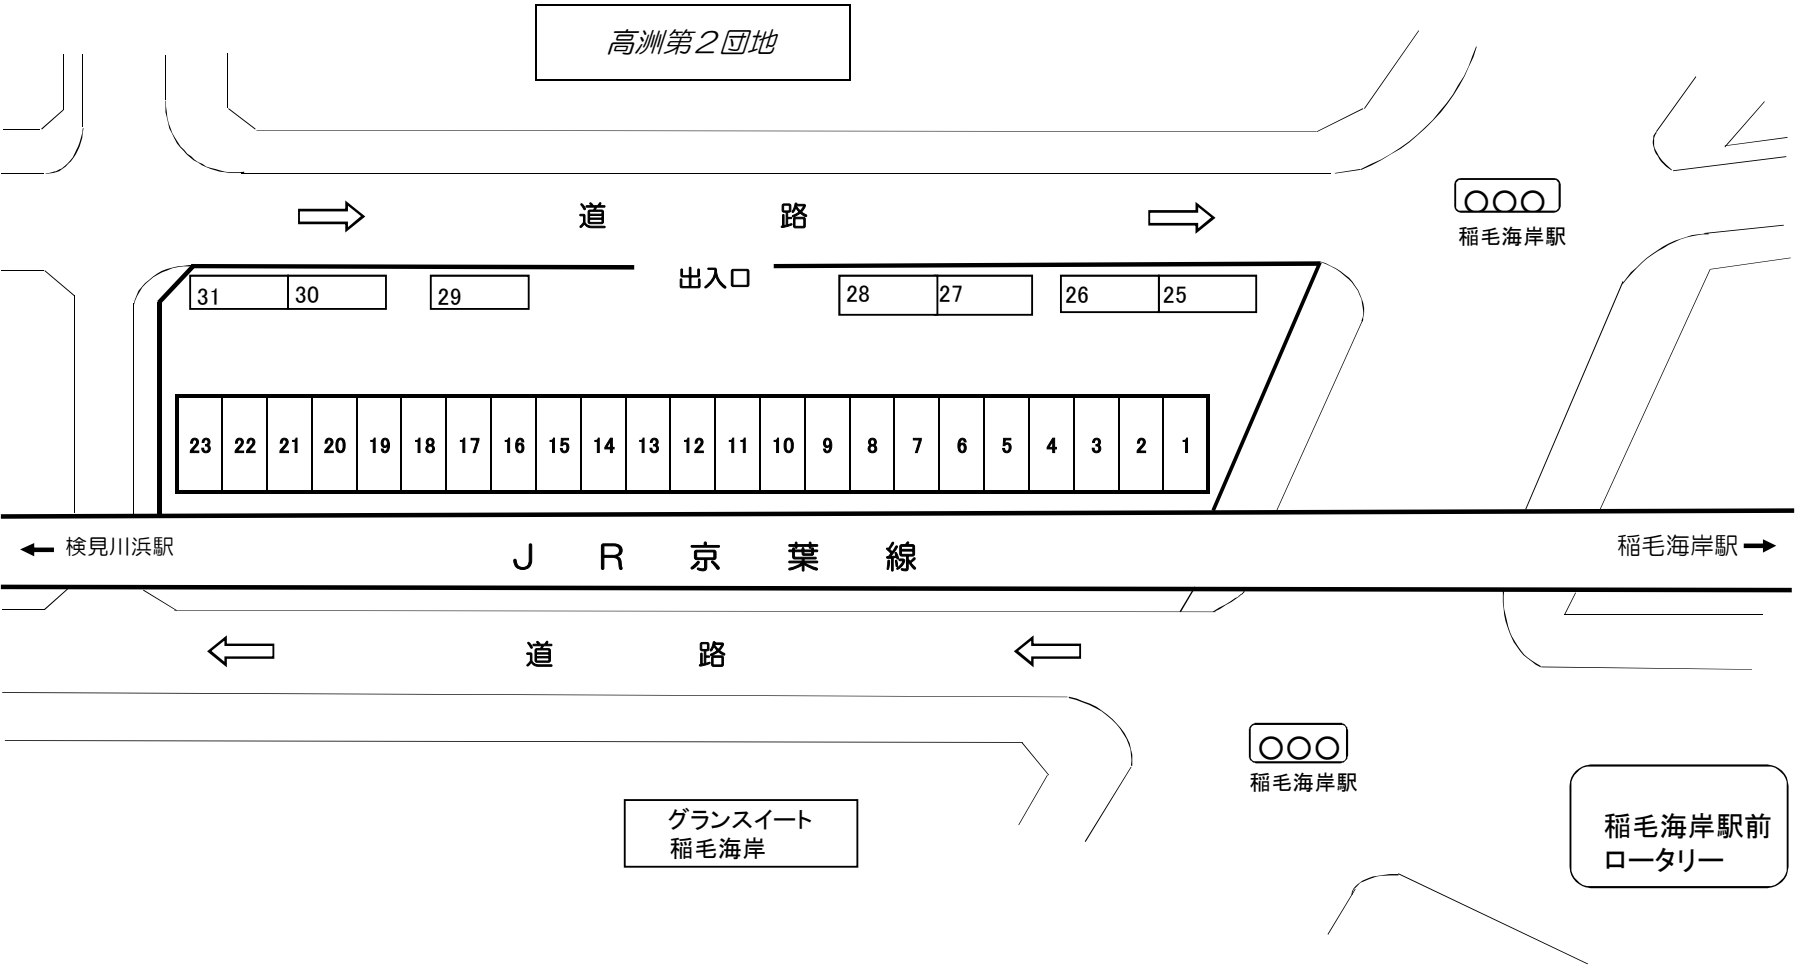 高洲第２団地
道 路
稲毛海岸駅
出入口
31 30 29 28 27 26 25
23 22 21 20 19 18 17 16 15 14 13 12 11 10 9 8 7 6 5 4 3 2 1
← 検見川浜駅
ＪＲ京葉線
稲毛海岸駅 →
道 路
稲毛海岸駅
グランスイート
稲毛海岸
稲毛海岸駅前
ロータリー